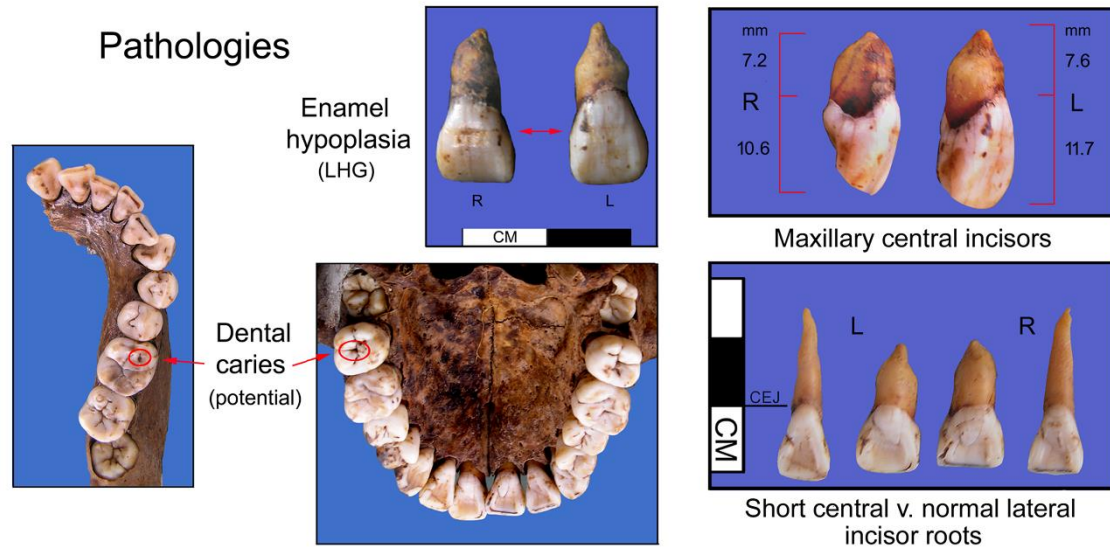 Pathologies
Enamel
hypoplasia
(LHG)
R
L
CM
mm
7.2
R
10.6
mm
7.6
L
11.7
Maxillary central incisors
Dental
caries
(potential)
L
R
CEJ
CM
Short central v. normal lateral
incisor roots